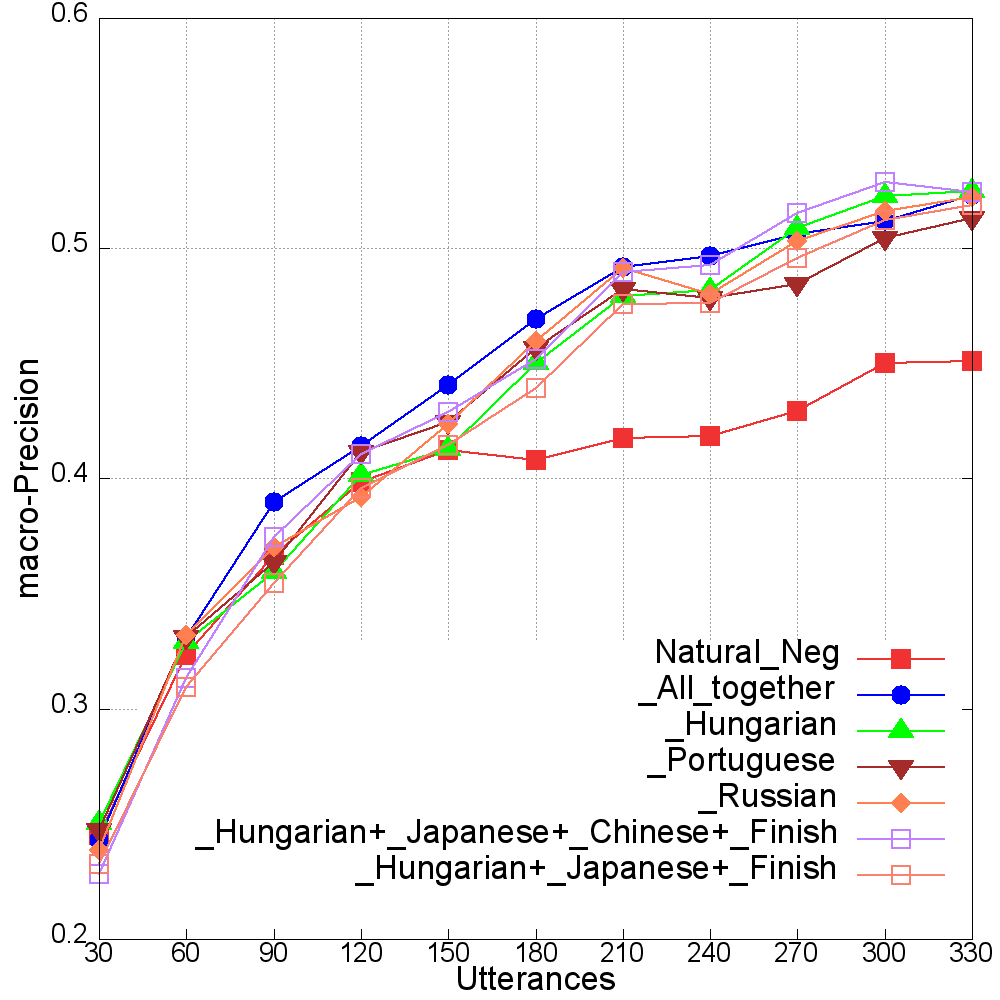 0.6
0.5
0.4
0.3
0.2
macro-Precision
Natural_Neg
_All_together
_Hungarian
_Portuguese
_Russian
_Hungarian+_Japanese+_Chinese+_Finish
_Hungarian+_Japanese+_Finish
30 60 90 120 150 180 210 240 270 300 330
Utterances